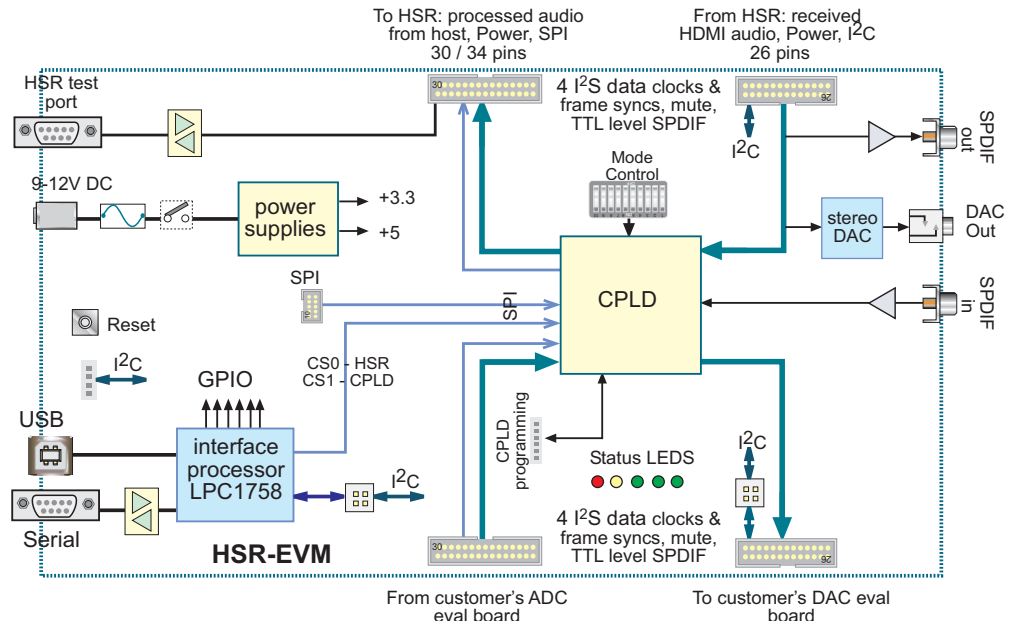 To HSR: processed audio
from host, Power, SPI
30 / 34 pins
From HSR: received
HDMI audio, Power, I2C
26 pins
HSR test
port
30
4 I2S data clocks &
frame syncs, mute,
TTL level SPDIF
26
I2C
SPDIF
out
Mode
Control
9-12V DC
power
supplies
+3.3
+5
stereo
DAC
DAC
Out
SPI
10
SPI
CPLD
SPDIF
in
Reset
I2C
CS0 - HSR
CS1 - CPLD
GPIO
USB
interface
processor
LPC1758
I2C
CPLD
programming
Status LEDS
I2C
Serial
HSR-EVM
30
4 I2S data clocks &
frame syncs, mute,
TTL level SPDIF
26
From customer's ADC
eval board
To customer's DAC eval
board